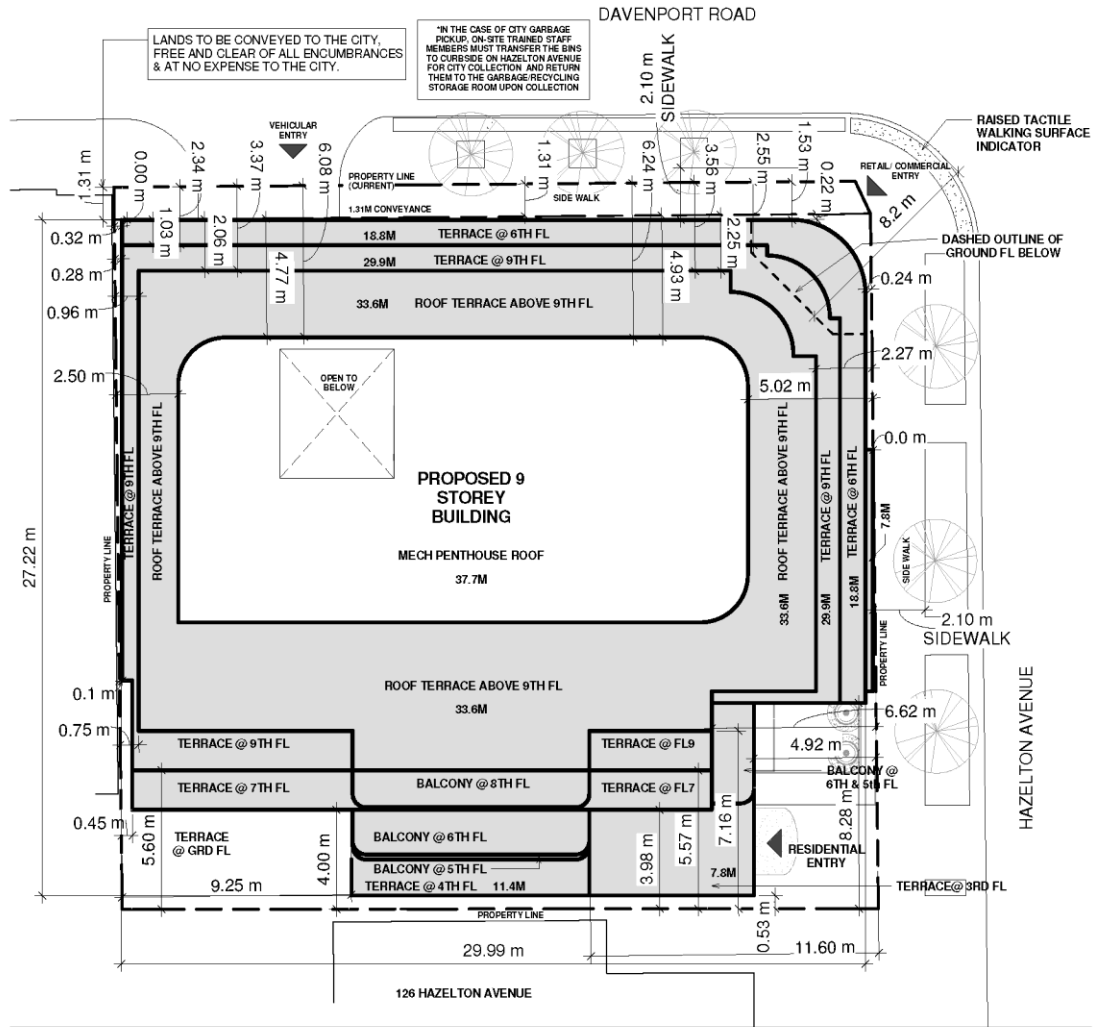 DAVENPORT ROAD
LANDS TO BE CONVEYED TO THE CITY,
FREE AND CLEAR OF ALL ENCUMBRANCES
& AT NO EXPENSE TO THE CITY.
*IN THE CASE OF CITY GARBAGE
PICKUP, ON-SITE TRAINED STAFF
MEMBERS MUST TRANSFER THE BINS
TO CURBSIDE ON HAZELTON AVENUE
FOR CITY COLLECTION AND RETURN
THEM TO THE GARBAGE/RECYCLING
STORAGE ROOM UPON COLLECTION
2.10 m
SIDEWALK
RAISED TACTILE
WALKING SURFACE
INDICATOR
VEHICULAR
ENTRY
RETAIL/ COMMERCIAL
ENTRY
1.31 m
0.00 m
2.34 m
3.37 m
6.08 m
PROPERTY LINE
(CURRENT)
1.31 m
SIDE WALK
6.24 m
3.56 m
2.55 m
1.53 m
0.22 m
8.2 m
1.31M CONVEYANCE
0.32 m
1.03 m
2.06 m
18.8M
TERRACE @ 6TH FL
2.25 m
DASHED OUTLINE OF
GROUND FL BELOW
0.28 m
29.9M
TERRACE @ 9TH FL
4.77 m
4.93 m
0.24 m
0.96 m
33.6M
ROOF TERRACE ABOVE 9TH FL
2.27 m
2.50 m
OPEN TO
BELOW
5.02 m
0.0 m
TERRACE @ 9TH FL
ROOF TERRACE ABOVE 9TH FL
PROPOSED 9
STOREY
BUILDING
MECH PENTHOUSE ROOF
37.7M
ROOF TERRACE ABOVE 9TH FL
33.6M
TERRACE @ 9TH FL
29.9M
TERRACE @ 6TH FL
18.8M
7.8M
SIDE WALK
27.22 m
PROPERTY LINE
2.10 m
SIDEWALK
PROPERTY LINE
HAZELTON AVENUE
0.1 m
ROOF TERRACE ABOVE 9TH FL
33.6M
6.62 m
0.75 m
TERRACE @ 9TH FL
TERRACE @ FL9
4.92 m
TERRACE @ 7TH FL
BALCONY @ 8TH FL
TERRACE @ FL7
BALCONY @
6TH & 5th FL
0.45 m
TERRACE
@ GRD FL
5.60 m
4.00 m
BALCONY @ 6TH FL
3.98 m
5.57 m
7.16 m
8.28 m
RESIDENTIAL
ENTRY
BALCONY @ 5TH FL
9.25 m
TERRACE @ 4TH FL
11.4M
7.8M
TERRACE@ 3RD FL
PROPERTY LINE
0.53 m
29.99 m
11.60 m
126 HAZELTON AVENUE